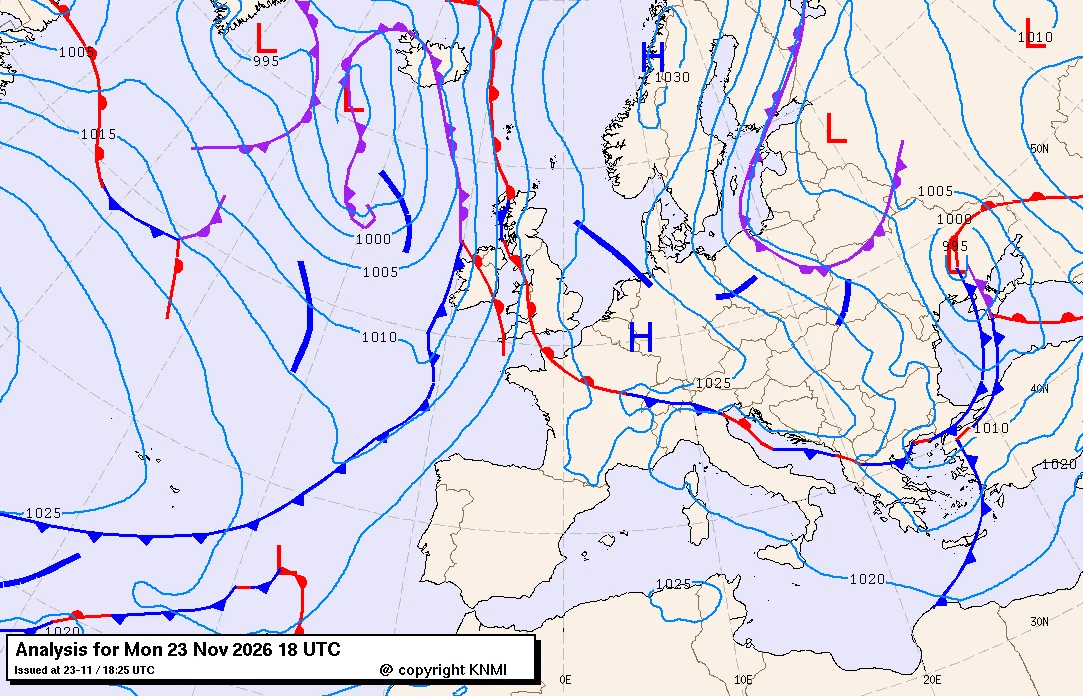 L
995
1005
H
1030
L
1010
L
1015
L
50N
1005
1000
995
L
1000
1005
1010
H
1025
40N
1010
1020
1025
L
1020
1025
30N
1020
Analysis for Mon 23 Nov 2026 18 UTC
Issued at 23-11 / 18:25 UTC
@ copyright KNMI
0E
10E
20E